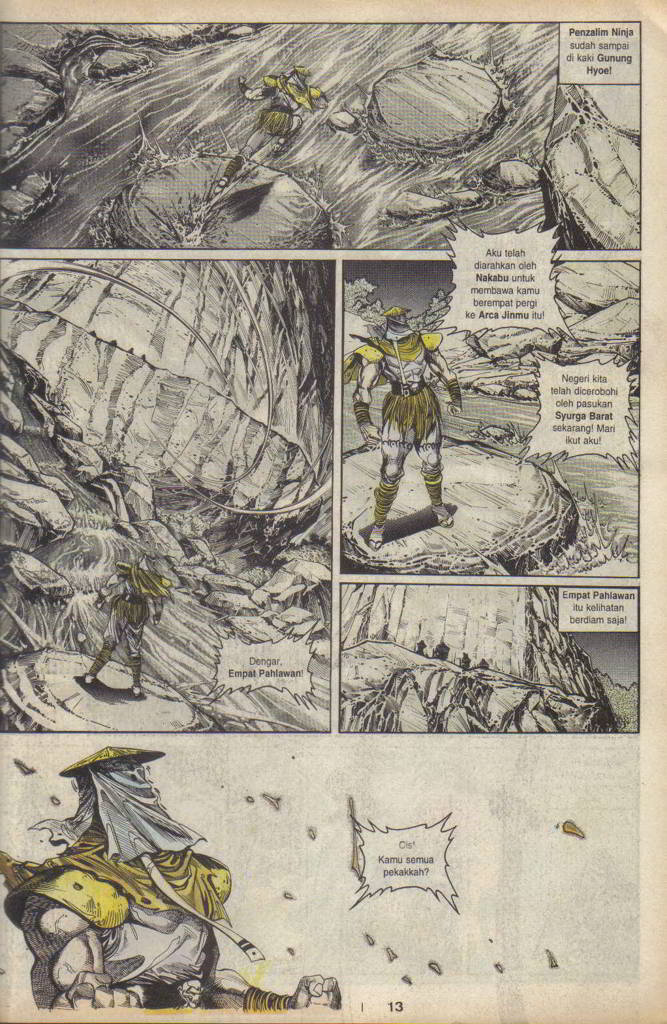 Penzalim Ninja
sudah sampai
di kaki Gunung
Hyoe!
Dengar,
Empat Pahlawan!
Aku telah
diarahkan oleh
Nakabu untuk
membawa kamu
berempat pergi
ke Arca Jinmu itu!
Negeri kita
telah dicerobohi
oleh pasukan
Syurga Barat
sekarang! Mari
ikut aku!
Empat Pahlawan
itu kelihatan
berdiam saja!
Cis!
Kamu semua
pekakkah?
13